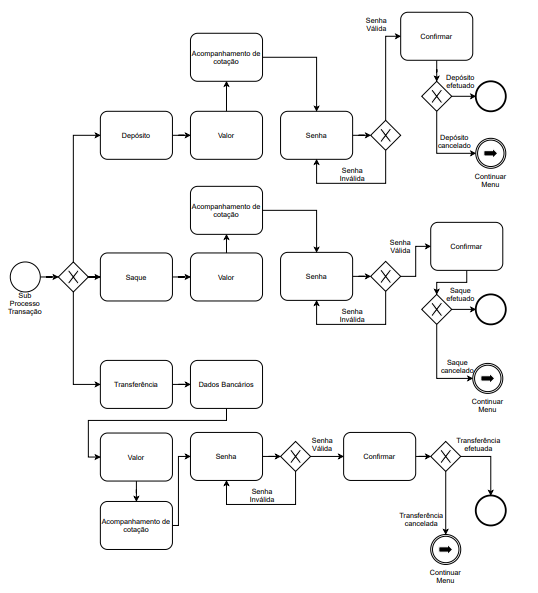 Senha
Válida
Confirmar
Acompanhamento de
cotação
Depósito
efetuado
Depósito
Valor
Senha
Depósito
cancelado
Senha
Inválida
Continuar
Menu
Acompanhamento de
cotação
Senha
Válida
Confirmar
Sub
Processo
Transação
Saque
Valor
Senha
Saque
efetuado
Senha
Inválida
Saque
cancelado
Continuar
Menu
Transferência
Dados Bancários
Valor
Senha
Senha
Válida
Confirmar
Transferência
efetuada
Senha
Inválida
Acompanhamento de
cotação
Transferência
cancelada
Continuar
Menu